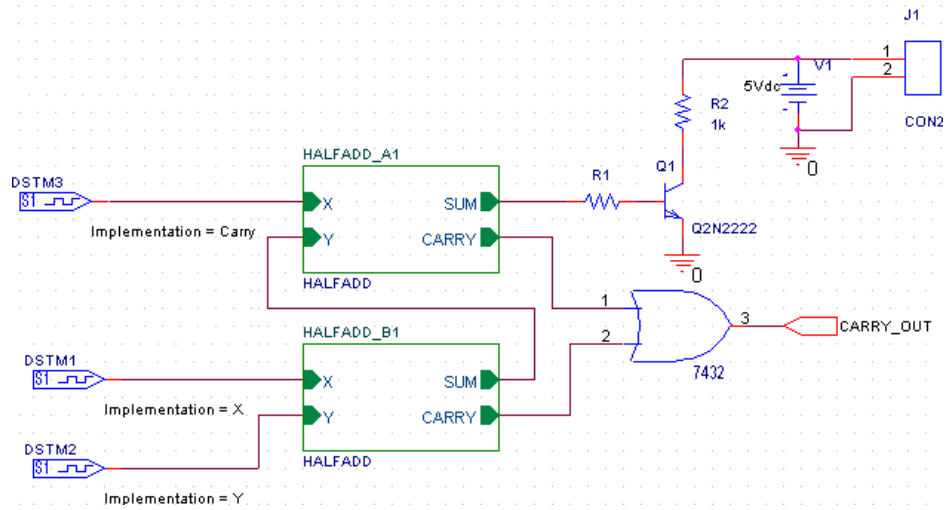 J1
1
2
V1
5Vdc
R2
1k
CON2
0
HALFADD_A1
DSTM3
S1
X
SUM
R1
Q1
Implementation = Carry
Y
CARRY
Q2N2222
HALFADD
0
1
2
3
CARRY_OUT
7432
HALFADD_B1
DSTM1
S1
X
SUM
Implementation = X
Y
CARRY
DSTM2
S1
HALFADD
Implementation = Y